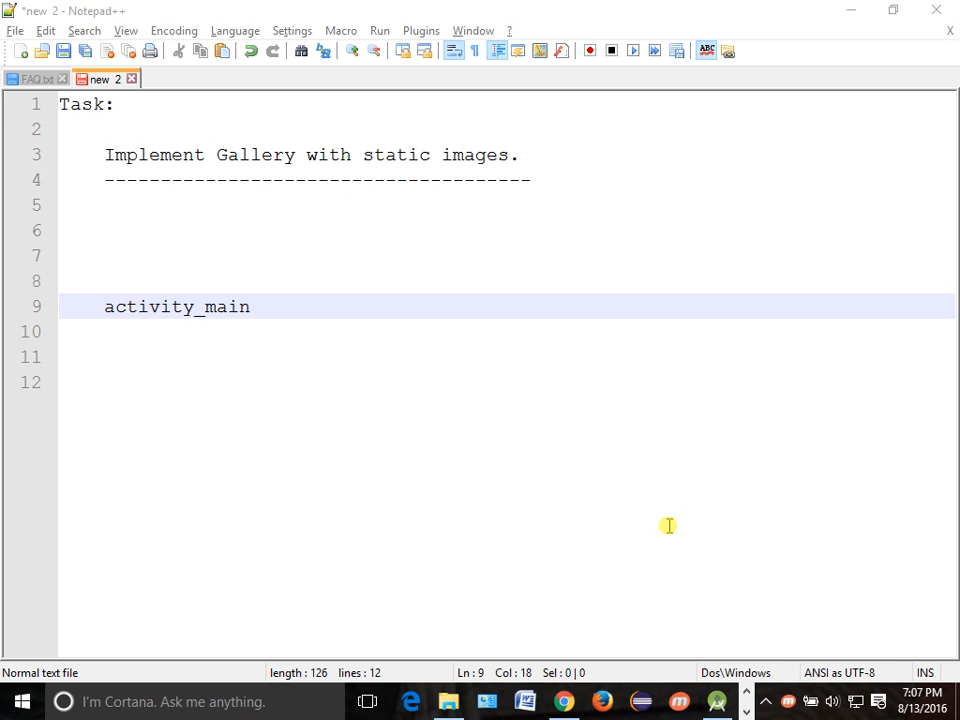 *new 2 - Notepad++
File Edit Search View Encoding Language Settings Macro Run Plugins Window ? X
ABC
FAQ.txt new 2
1 Task:
2
3 Implement Gallery with static images.
4 --------------------------------------
5
6
7
8
9 activity_main
10
11
12
Normal text file length : 126 lines : 12 Ln : 9 Col : 18 Sel : 0 | 0 Dos\Windows ANSI as UTF-8 INS
I'm Cortana. Ask me anything. 7:07 PM
8/13/2016